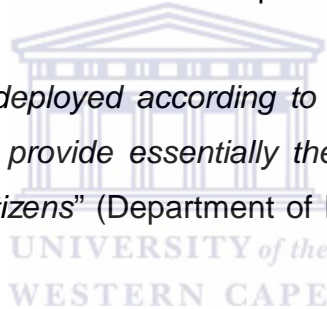 deployed according to
provide essentially the
izens” (Department of
UNIVERSITY of the
WESTERN CAPE